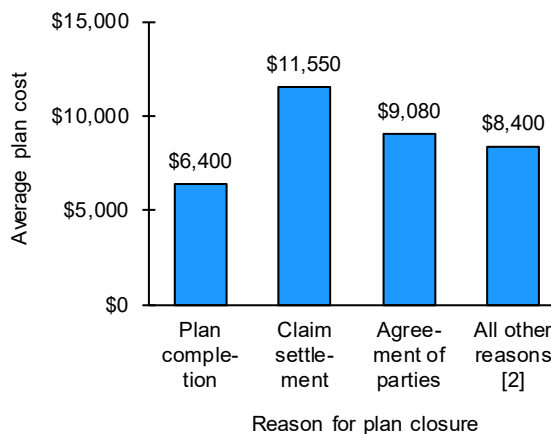 $15,000
$11,550
$10,000
$9,080
$8,400
$6,400
$5,000
$0
Average plan cost
Plan comple-tion
Claim settle-ment
Agree-ment of parties
All other reasons [2]
Reason for plan closure